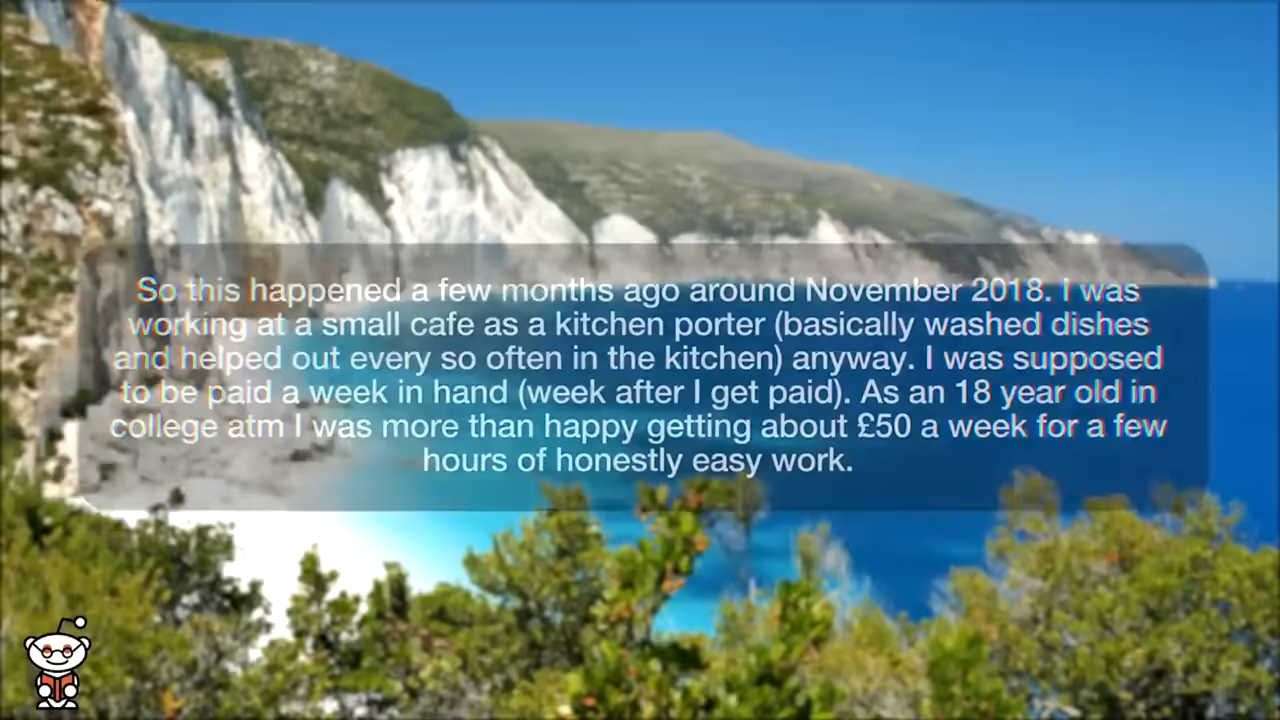 So this happened a few months ago around November 2018. I was
working at a small cafe as a kitchen porter (basically washed dishes
and helped out every so often in the kitchen) anyway. I was supposed
to be paid a week in hand (week after I get paid). As an 18 year old in
college atm I was more than happy getting about £50 a week for a few
hours of honestly easy work.